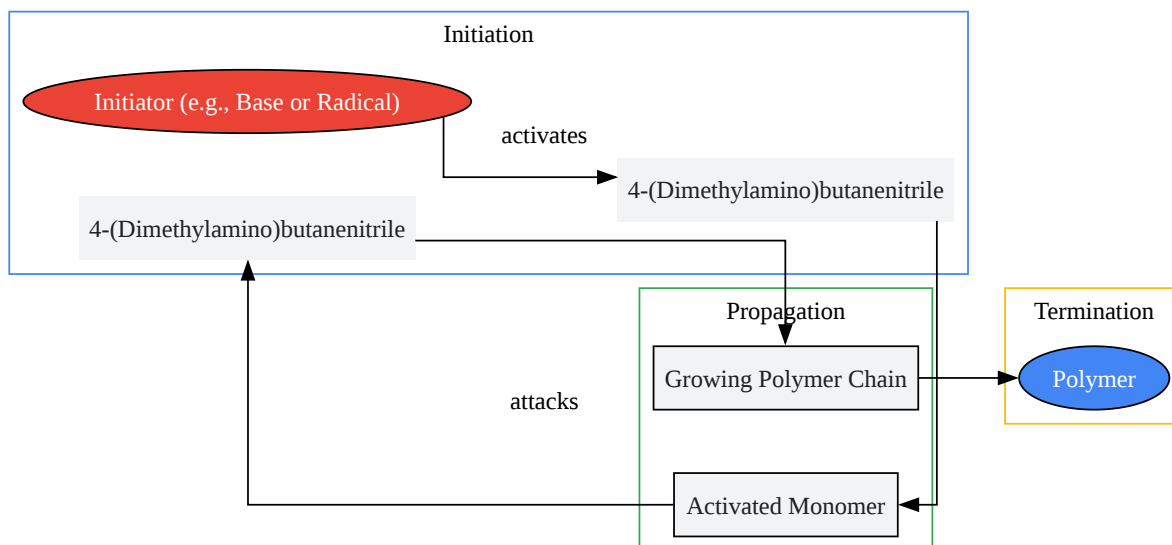 Initiation
Initiator (e.g., Base or Radical)
activates
4-(Dimethylamino)butanenitrile
4-(Dimethylamino)butanenitrile
Propagation
Termination
Growing Polymer Chain
Polymer
attacks
Activated Monomer